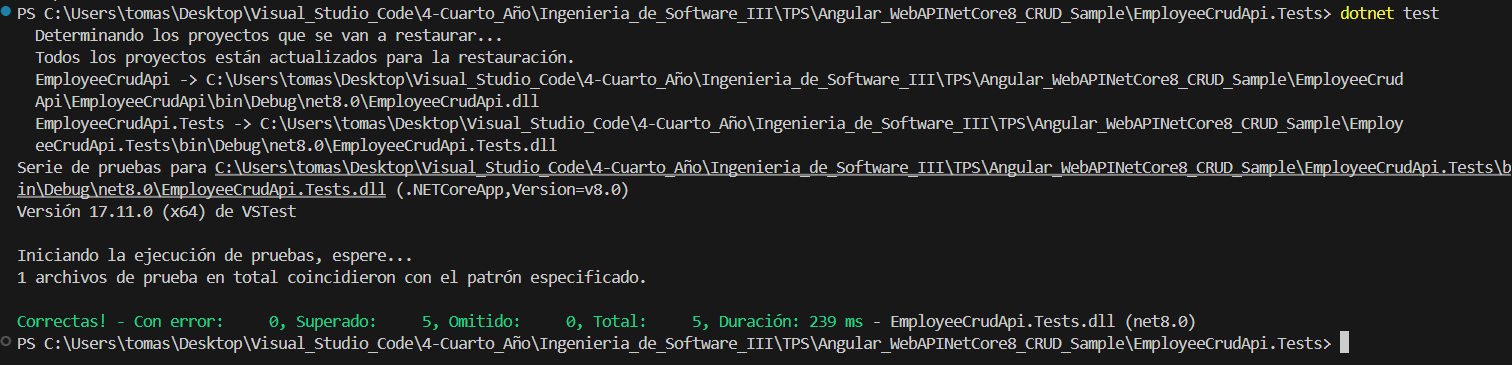 PS C:\Users\tomas\Desktop\Visual_Studio_Code\4-Cuarto_Año\Ingenieria_de_Software_III\TPS\Angular_WebAPINetCore8_CRUD_Sample\EmployeeCrudApi.Tests> dotnet test
Determinando los proyectos que se van a restaurar...
Todos los proyectos están actualizados para la restauración.
EmployeeCrudApi -> C:\Users\tomas\Desktop\Visual_Studio_Code\4-Cuarto_Año\Ingenieria_de_Software_III\TPS\Angular_WebAPINetCore8_CRUD_Sample\EmployeeCrud
Api\EmployeeCrudApi\bin\Debug\net8.0\EmployeeCrudApi.dll
EmployeeCrudApi.Tests -> C:\Users\tomas\Desktop\Visual_Studio_Code\4-Cuarto_Año\Ingenieria_de_Software_III\TPS\Angular_WebAPINetCore8_CRUD_Sample\Employ
eeCrudApi.Tests\bin\Debug\net8.0\EmployeeCrudApi.Tests.dll
Serie de pruebas para C:\Users\tomas\Desktop\Visual_Studio_Code\4-Cuarto_Año\Ingenieria_de_Software_III\TPS\Angular_WebAPINetCore8_CRUD_Sample\EmployeeCrudApi.Tests\b
in\Debug\net8.0\EmployeeCrudApi.Tests.dll (.NETCoreApp,Version=v8.0)
Versión 17.11.0 (x64) de VSTest
Iniciando la ejecución de pruebas, espere...
1 archivos de prueba en total coincidieron con el patrón especificado.
Correctas! - Con error:     0, Superado:     5, Omitido:     0, Total:     5, Duración: 239 ms - EmployeeCrudApi.Tests.dll (net8.0)
PS C:\Users\tomas\Desktop\Visual_Studio_Code\4-Cuarto_Año\Ingenieria_de_Software_III\TPS\Angular_WebAPINetCore8_CRUD_Sample\EmployeeCrudApi.Tests>